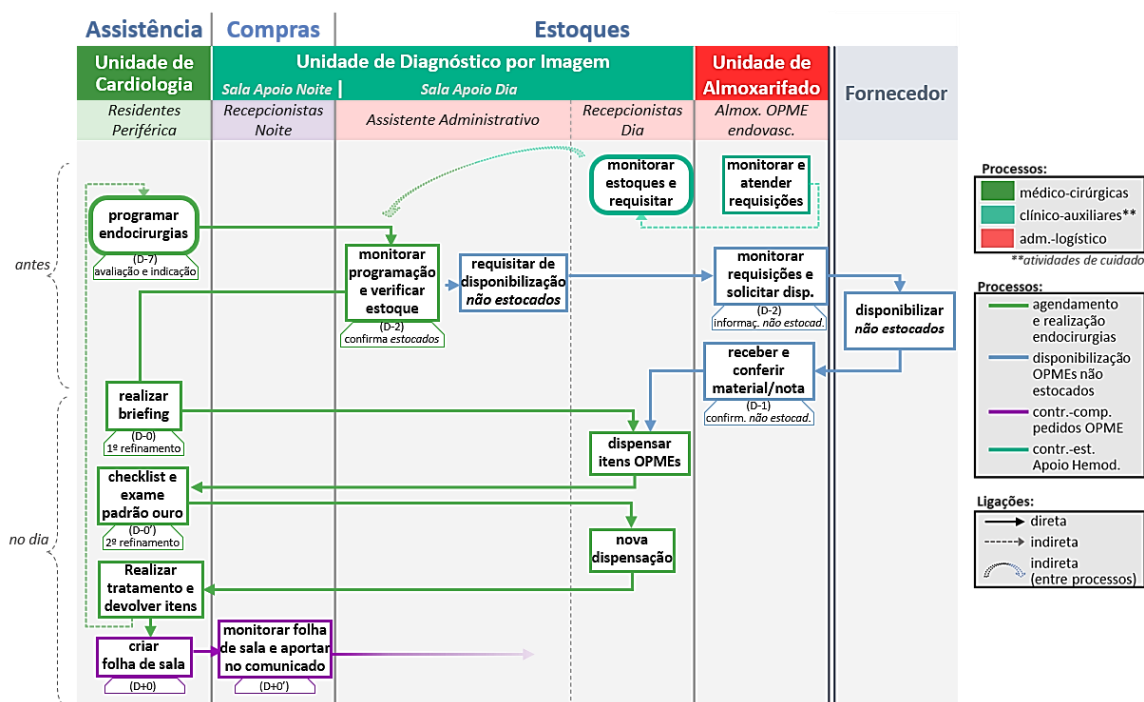 Assistência
Compras
Estoques
Unidade de
Cardiologia
Unidade de Diagnóstico por Imagem
Sala Apoio Noite
Sala Apoio Dia
Unidade de
Almoxarifado
Fornecedor
Residentes
Periférica
Recepcionistas
Noite
Assistente Administrativo
Recepcionistas
Dia
Almox. OPME
endovasc.
antes
no dia
monitorar
estoques e
requisitar
monitorar e
atender
requisições
programar
endocirurgias
(D-7)
avaliação e indicação
monitorar
programação
e verificar
estoque
(D-2)
confirma estocados
requisitar de
disponibilização
não estocados
monitorar
requisições e
solicitar disp.
(D-2)
informaç. não estocad.
disponibilizar
não estocados
receber e
conferir
material/nota
(D-1)
confirm. não estocad.
realizar
briefing
(D-0)
1º refinamento
dispensar
itens OPMEs
checklist e
exame
padrão ouro
(D-0')
2º refinamento
nova
dispensação
Realizar
tratamento e
devolver itens
criar
folha de sala
(D+0)
monitorar folha
de sala e aportar
no comunicado
(D+0')
Processos:
médico-cirúrgicas
clínico-auxiliares**
adm.-logístico
**atividades de cuidado
Processos:
agendamento
e realização
endocirurgias
disponibilização
OPMEs não
estocados
contr.-comp.
pedidos OPME
contr.-est.
Apoio Hemod.
Ligações:
direta
indireta
indireta
(entre processos)